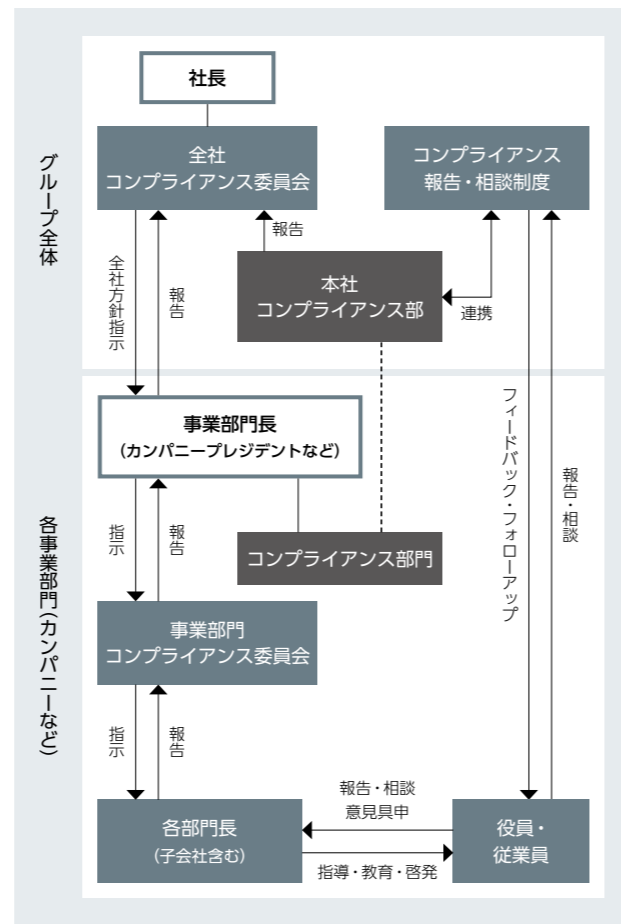 グループ全体
社長
全社
コンプライアンス委員会
コンプライアンス
報告・相談制度
報告
本社
コンプライアンス部
連携
全社方針指示
報告
各事業部門(カンパニーなど)
事業部門長
(カンパニープレジデントなど)
フィードバック・フォローアップ
報告・相談
指示
報告
コンプライアンス部門
事業部門
コンプライアンス委員会
指示
報告
報告・相談
意見具申
各部門長
(子会社含む)
役員・
従業員
指導・教育・啓発